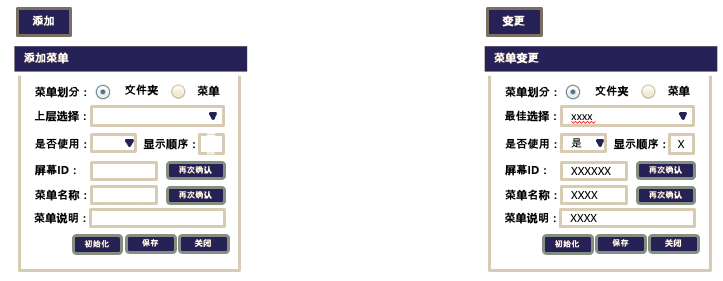 添加
添加菜单
菜单划分： 文件夹 菜单
上层选择：
是否使用： 显示顺序：
屏幕ID： 再次确认
菜单名称： 再次确认
菜单说明：
初始化 保存 关闭
变更
菜单变更
菜单划分： 文件夹 菜单
最佳选择： xxxx
是否使用： 是 显示顺序： X
屏幕ID： XXXXXX 再次确认
菜单名称： XXXX 再次确认
菜单说明： XXXX
初始化 保存 关闭